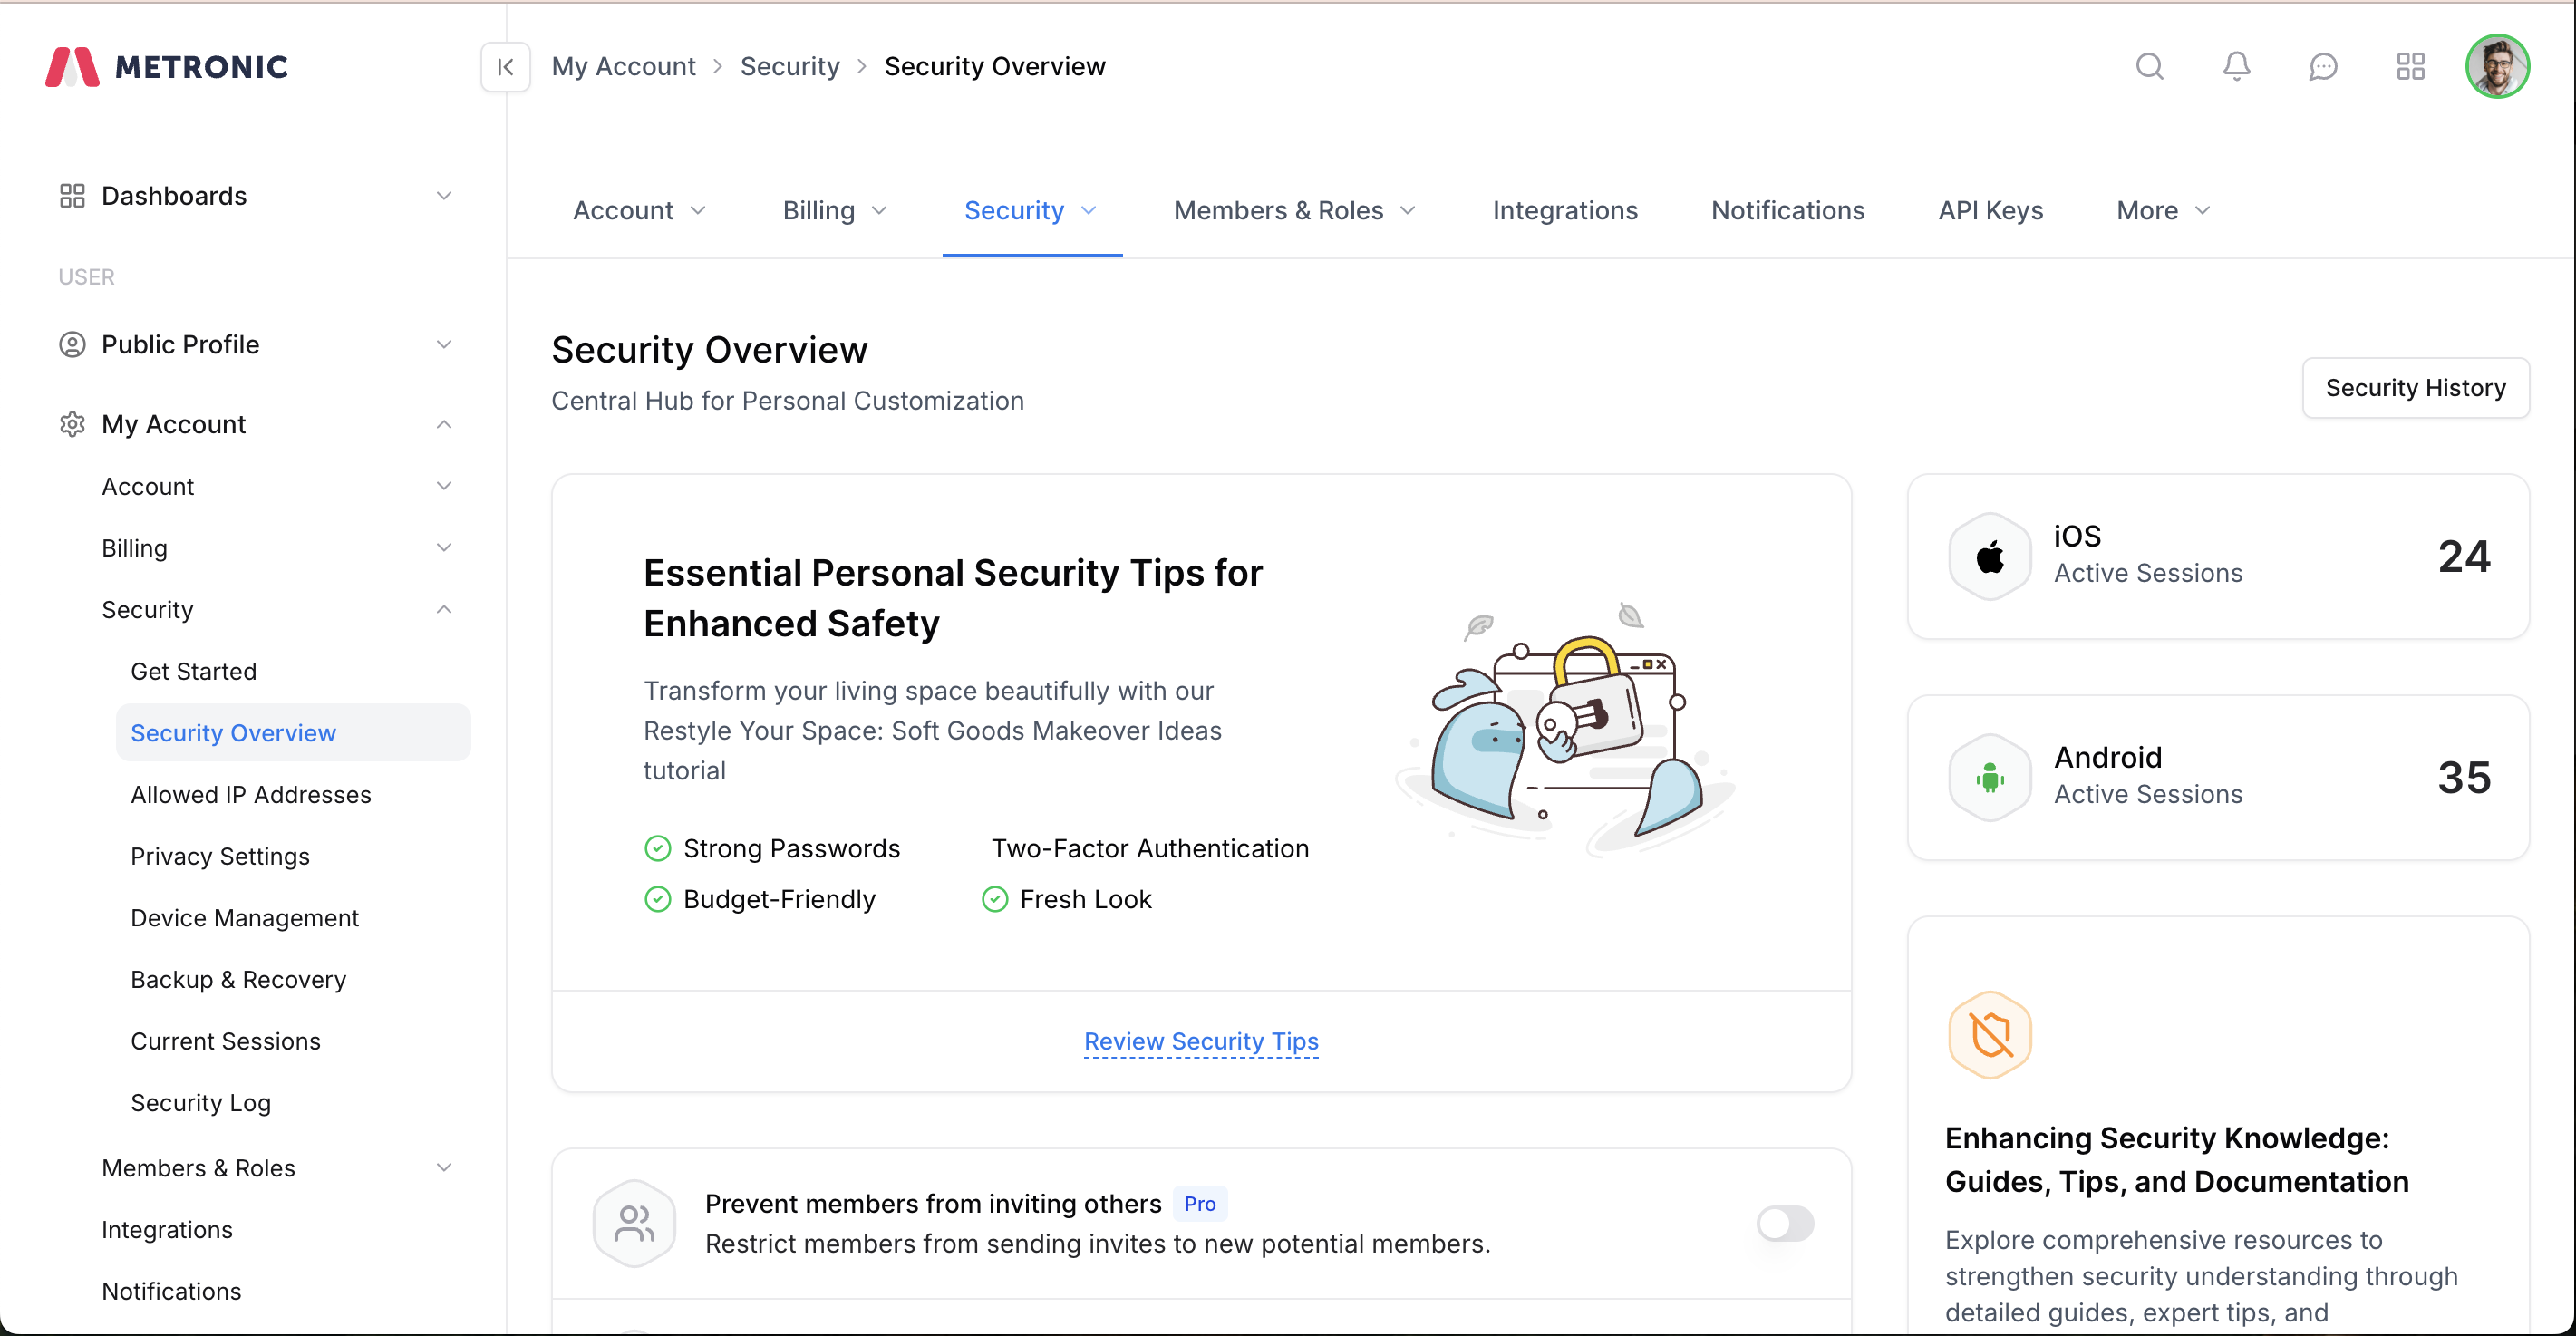 METRONIC
My Account > Security > Security Overview
Dashboards
USER
Public Profile
My Account
Account
Billing
Security
Get Started
Security Overview
Allowed IP Addresses
Privacy Settings
Device Management
Backup & Recovery
Current Sessions
Security Log
Members & Roles
Integrations
Notifications
Account
Billing
Security
Members & Roles
Integrations
Notifications
API Keys
More
Security Overview
Central Hub for Personal Customization
Security History
Essential Personal Security Tips for
Enhanced Safety
Transform your living space beautifully with our
Restyle Your Space: Soft Goods Makeover Ideas
tutorial
Strong Passwords
Two-Factor Authentication
Budget-Friendly
Fresh Look
Review Security Tips
Prevent members from inviting others Pro
Restrict members from sending invites to new potential members.
iOS
Active Sessions
24
Android
Active Sessions
35
Enhancing Security Knowledge:
Guides, Tips, and Documentation
Explore comprehensive resources to
strengthen security understanding through
detailed guides, expert tips, and